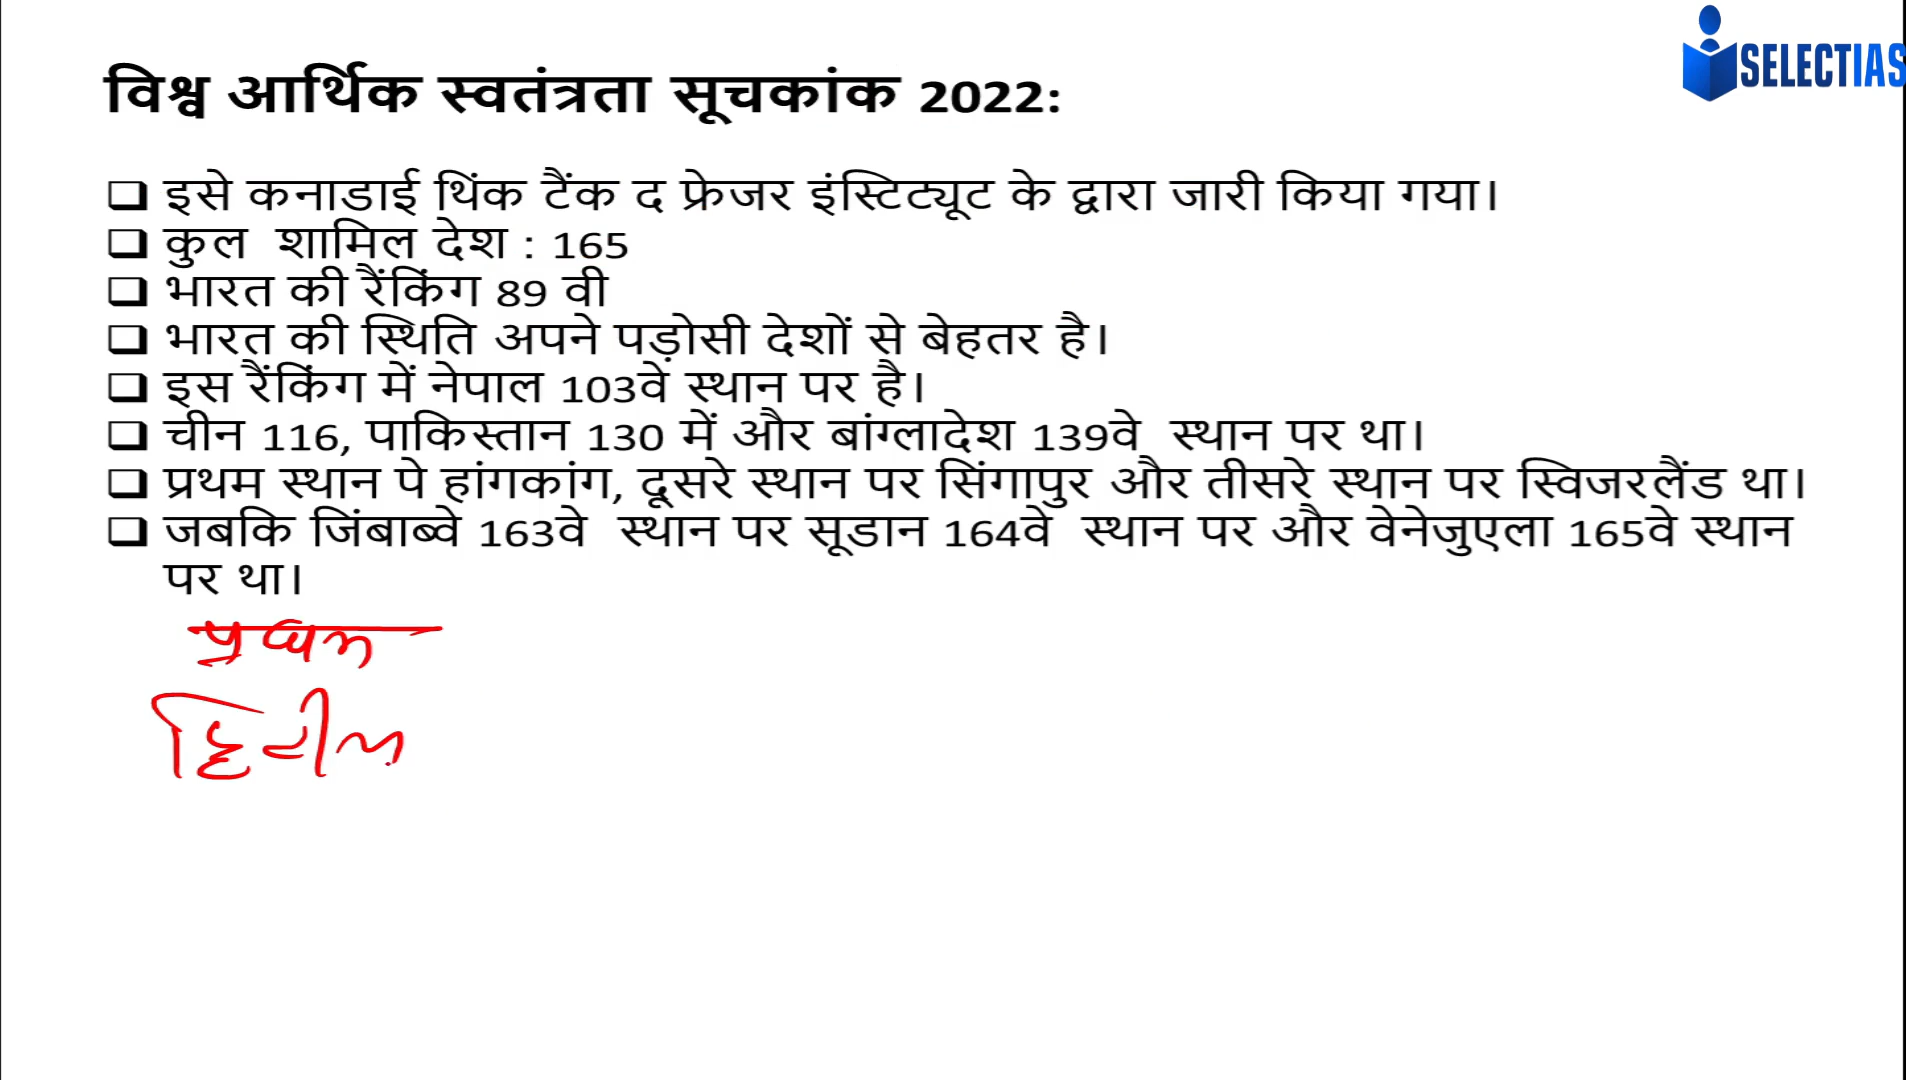 SELECTIAS
विश्व आर्थिक स्वतंत्रता सूचकांक 2022:
❑ इसे कनाडाई थिंक टैंक द फ्रेजर इंस्टिट्यूट के द्वारा जारी किया गया।
❑ कुल शामिल देश : 165
❑ भारत की रैंकिंग 89 वी
❑ भारत की स्थिति अपने पड़ोसी देशों से बेहतर है।
❑ इस रैंकिंग में नेपाल 103वे स्थान पर है।
❑ चीन 116, पाकिस्तान 130 में और बांग्लादेश 139वे स्थान पर था।
❑ प्रथम स्थान पे हांगकांग, दूसरे स्थान पर सिंगापुर और तीसरे स्थान पर स्विजरलैंड था।
❑ जबकि जिंबाब्वे 163वे स्थान पर सूडान 164वे स्थान पर और वेनेजुएला 165वे स्थान
पर था।
प्रथम
द्वितीय